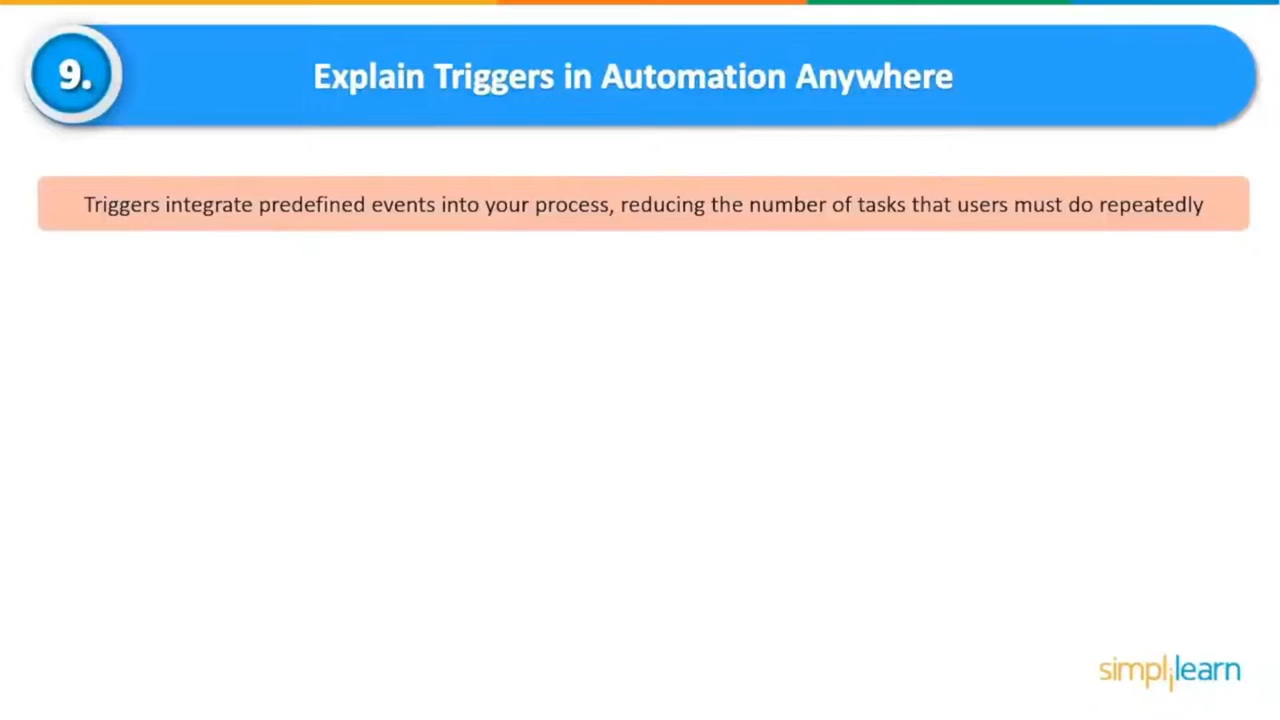 9.
Explain Triggers in Automation Anywhere
Triggers integrate predefined events into your process, reducing the number of tasks that users must do repeatedly
simplilearn